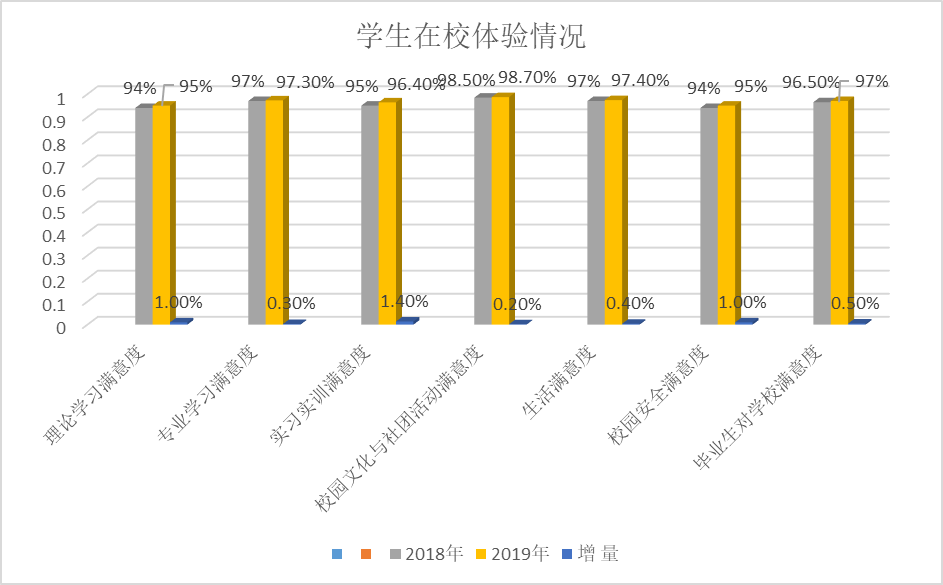 学生在校体验情况
94% 95% 97% 97.30% 95% 96.40% 98.50% 98.70% 97% 97.40% 94% 95% 96.50% 97%
1
0.9
0.8
0.7
0.6
0.5
0.4
0.3
0.2
0.1
0
1.00% 0.30% 1.40% 0.20% 0.40% 1.00% 0.50%
理论学习满意度
专业学习满意度
实习实训满意度
校园文化与社团活动满意度
生活满意度
校园安全满意度
毕业生对学校满意度
2018年 2019年 增量